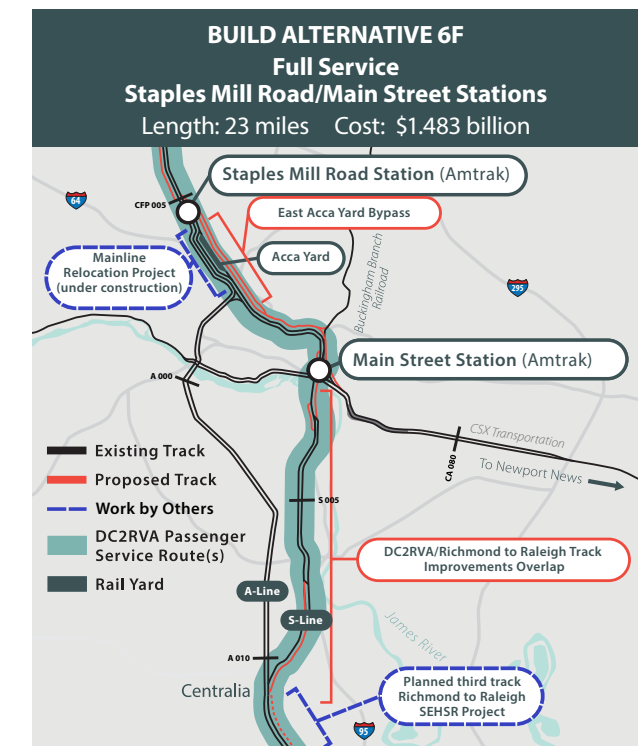 BUILD ALTERNATIVE 6F
Full Service
Staples Mill Road/Main Street Stations
Length: 23 miles Cost: $1.483 billion
Staples Mill Road Station (Amtrak)
64
CFP 005
East Acca Yard Bypass
Mainline
Relocation Project
(under construction)
Acca Yard
Buckingham Branch
Railroad
295
Main Street Station (Amtrak)
A 000
CSX Transportation
CA 080
To Newport News
Existing Track
Proposed Track
Work by Others
DC2RVA Passenger
Service Route(s)
Rail Yard
S 005
DC2RVA/Richmond to Raleigh Track
Improvements Overlap
A-Line
S-Line
James River
A 010
Centralia
Planned third track
Richmond to Raleigh
SEHSR Project
95